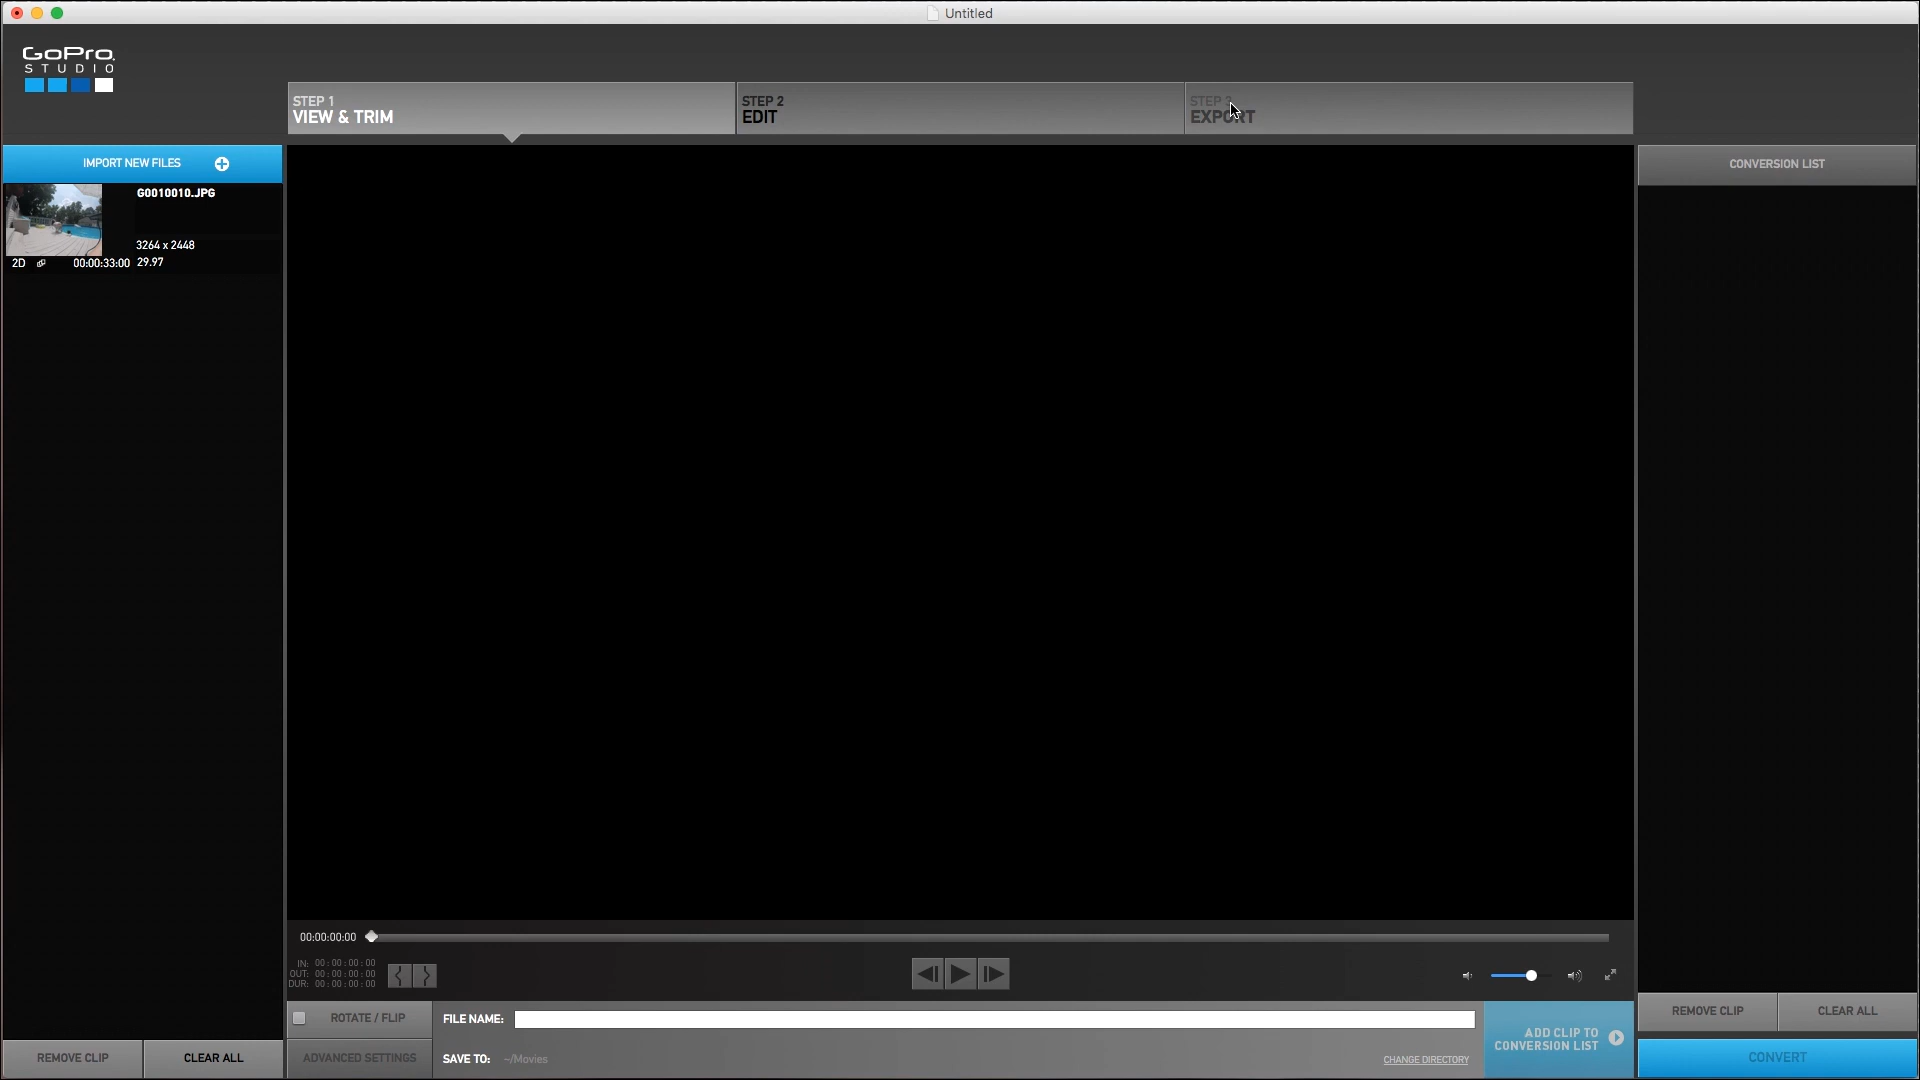 Untitled
GoPro
STUDIO
STEP 1
VIEW & TRIM
STEP 2
EDIT
STEP 3
EXPORT
IMPORT NEW FILES
CONVERSION LIST
G0010010.JPG
3264 x 2448
2D 00:00:33:00 29.97
00:00:00:00
IN: 00:00:00:00
OUT: 00:00:00:00
DUR: 00:00:00:00
ROTATE / FLIP
FILE NAME:
ADD CLIP TO
CONVERSION LIST
REMOVE CLIP
CLEAR ALL
REMOVE CLIP
CLEAR ALL
ADVANCED SETTINGS
SAVE TO: ~/Movies
CHANGE DIRECTORY
CONVERT